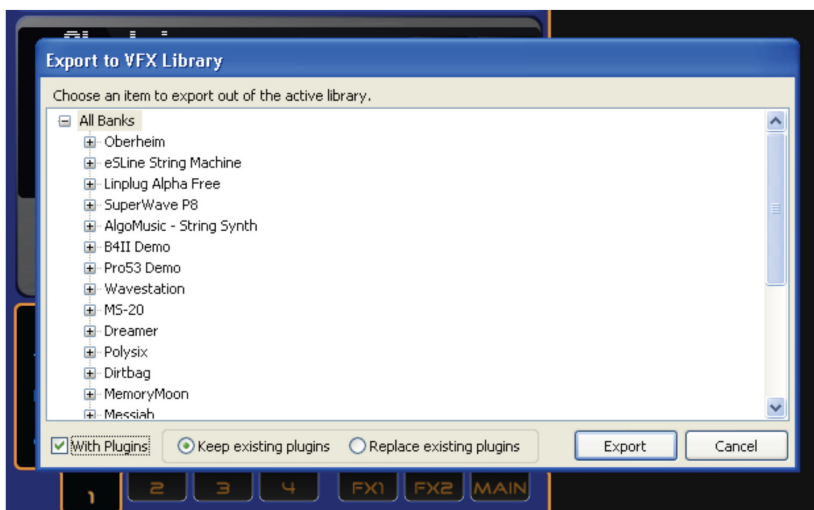 Export to VFX Library
Choose an item to export out of the active library.
All Banks
Oberheim
eSLine String Machine
Linplug Alpha Free
SuperWave P8
AlgoMusic - String Synth
B4II Demo
Pro53 Demo
Wavestation
MS-20
Dreamer
Polysix
Dirtbag
MemoryMoon
Messiah
With Plugins Keep existing plugins Replace existing plugins Export Cancel
1 2 3 4 FX1 FX2 MAIN